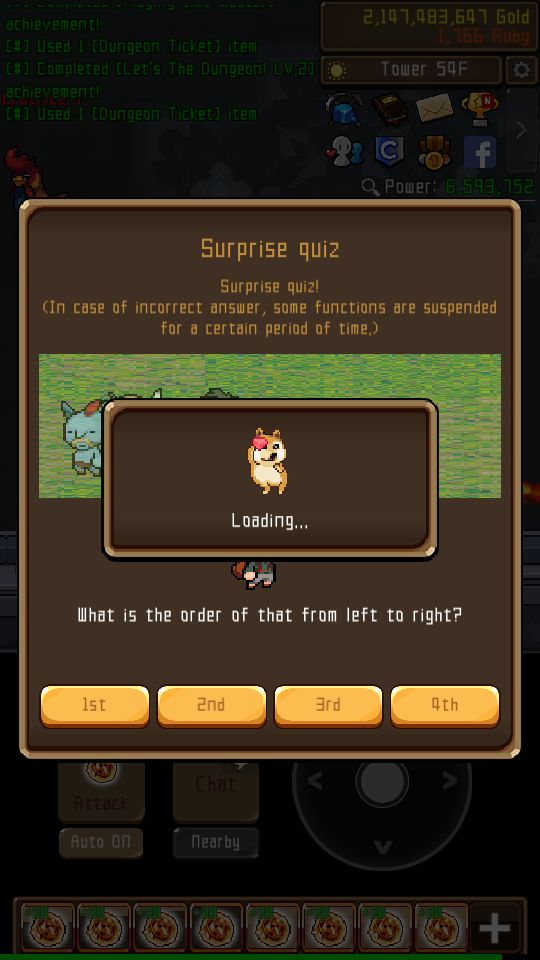 achievement!
[#] Used 1 [Dungeon Ticket] item
[#] Completed [Let's The Dungeon! LV.2]
achievement!
[#] Used 1 [Dungeon Ticket] item
2,147,483,647 Gold
1,766 Ruby
Tower 54F
N
C
f
Power: 6,593,752
Surprise quiz
Surprise quiz!
(In case of incorrect answer, some functions are suspended
for a certain period of time.)
Loading...
What is the order of that from left to right?
1st
2nd
3rd
4th
Attack
Chat
Auto ON
Nearby